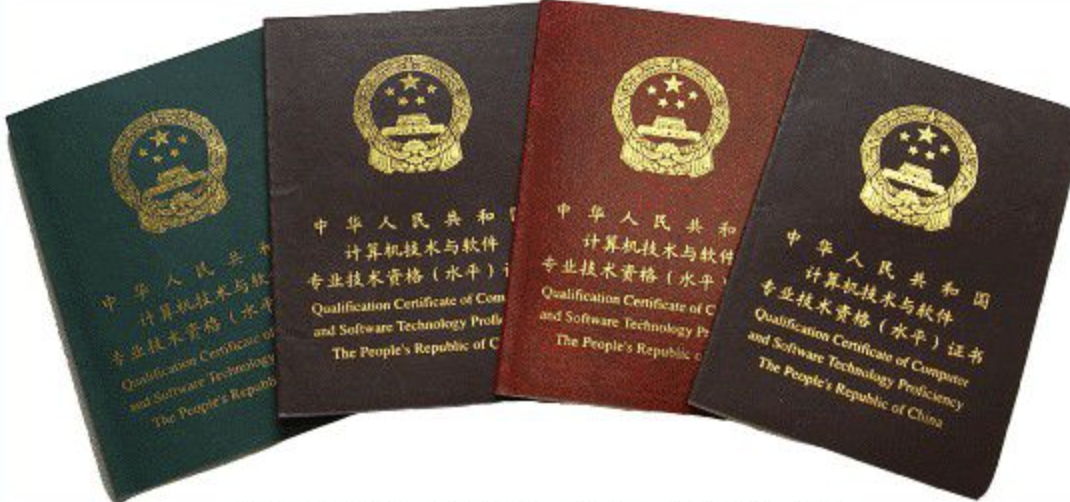 中 华 人 民 共 和
计算机技术与软
专业技术资格（水平
Qualification Certificate of
and Software Technology
The People's Republ
中 华 人 民 共 和 国
计算机技术与软件
专业技术资格（水平）
Qualification Certificate of Com
and Software Technology Profi
The People's Republic of C
中 华 人 民 共 和
计算机技术与软件
专业技术资格（水平）
Qualification Certificate of C
and Software Technology Pr
The People's Republic o
中 华 人 民 共 和 国
计算机技术与软件
专业技术资格（水平）证书
Qualification Certificate of Computer
and Software Technology Proficiency
The People's Republic of China